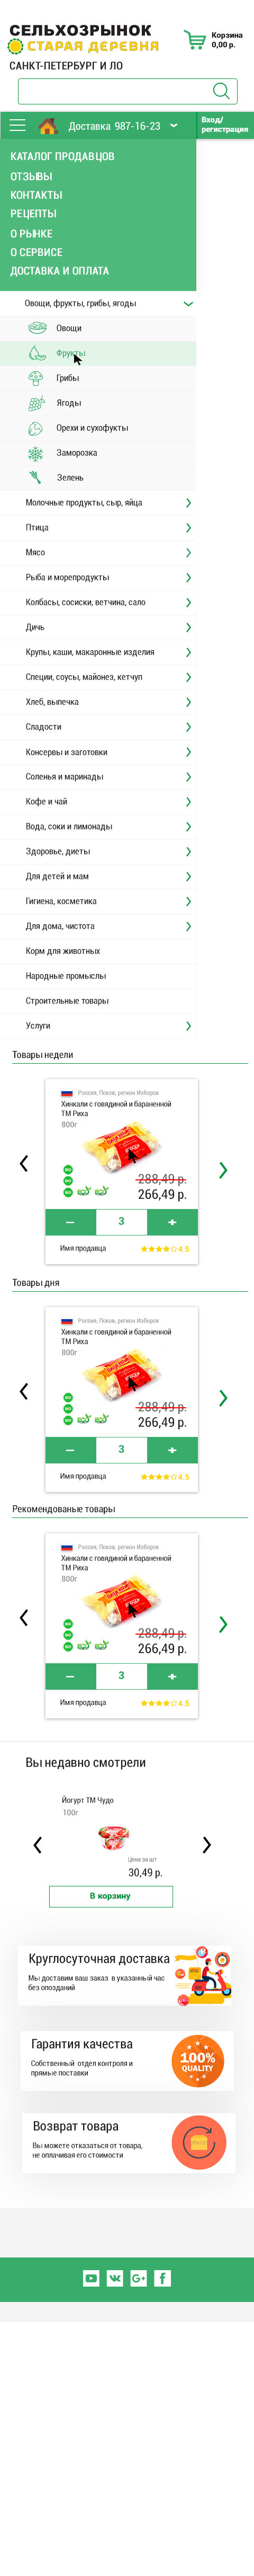 СЕЛЬХОЗРЫНОК
СТАРАЯ ДЕРЕВНЯ
САНКТ-ПЕТЕРБУРГ И ЛО
Корзина
0,00 р.
Доставка 987-16-23
Вход/
регистрация
КАТАЛОГ ПРОДАВЦОВ
ОТЗЫВЫ
КОНТАКТЫ
РЕЦЕПТЫ
О РЫНКЕ
О СЕРВИСЕ
ДОСТАВКА И ОПЛАТА
Овощи, фрукты, грибы, ягоды
Овощи
Фрукты
Грибы
Ягоды
Орехи и сухофрукты
Заморозка
Зелень
Молочные продукты, сыр, яйца
Птица
Мясо
Рыба и морепродукты
Колбасы, сосиски, ветчина, сало
Дичь
Крупы, каши, макаронные изделия
Специи, соусы, майонез, кетчуп
Хлеб, выпечка
Сладости
Консервы и заготовки
Соленья и маринады
Кофе и чай
Вода, соки и лимонады
Здоровье, диеты
Для детей и мам
Гигиена, косметика
Для дома, чистота
Корм для животных
Народные промыслы
Строительные товары
Услуги
Товары недели
Россия, Псков, регион Изборск
Хинкали с говядиной и бараненной
ТМ Риха
800г
288,49 р.
266,49 р.
3
Имя продавца
4.5
Товары дня
Россия, Псков, регион Изборск
Хинкали с говядиной и бараненной
ТМ Риха
800г
288,49 р.
266,49 р.
3
Имя продавца
4.5
Рекомендованые товары
Россия, Псков, регион Изборск
Хинкали с говядиной и бараненной
ТМ Риха
800г
288,49 р.
266,49 р.
3
Имя продавца
4.5
Вы недавно смотрели
Йогурт ТМ Чудо
100г
Цена за шт
30,49 р.
В корзину
Круглосуточная доставка
Мы доставим ваш заказ в указанный час
без опозданий
Гарантия качества
Собственный отдел контроля и
прямые поставки
100%
QUALITY
Возврат товара
Вы можете отказаться от товара,
не оплачивая его стоимости